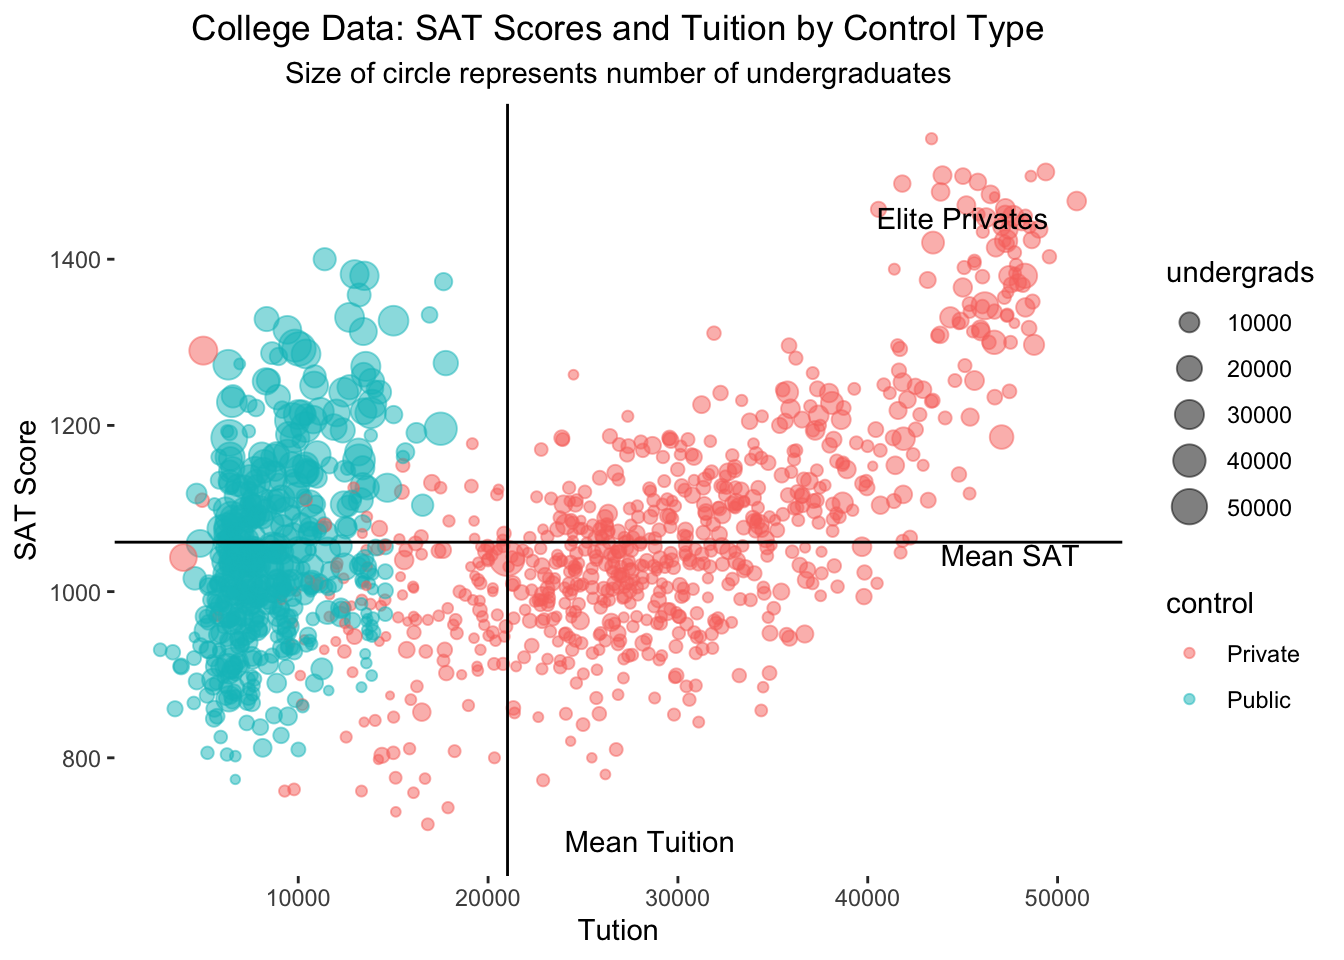 College Data: SAT Scores and Tuition by Control Type
Size of circle represents number of undergraduates
SAT Score
1400
1200
1000
800
Elite Privates
Mean SAT
Mean Tuition
10000
20000
30000
40000
50000
Tution
undergrads
10000
20000
30000
40000
50000
control
Private
Public